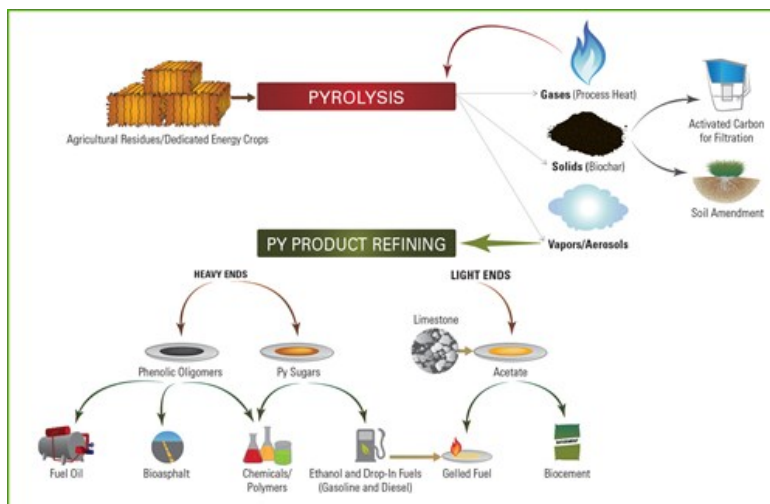 PYROLYSIS
Agricultural Residues/Dedicated Energy Crops
Gases (Process Heat)
Activated Carbon
for Filtration
Solids (Biochar)
Soil Amendment
PY PRODUCT REFINING
Vapors/Aerosols
HEAVY ENDS
LIGHT ENDS
Limestone
Phenolic Oligomers
Py Sugars
Acetate
Fuel Oil
Bioasphalt
Chemicals/
Polymers
Ethanol and Drop-In Fuels
(Gasoline and Diesel)
Gelled Fuel
Biocement